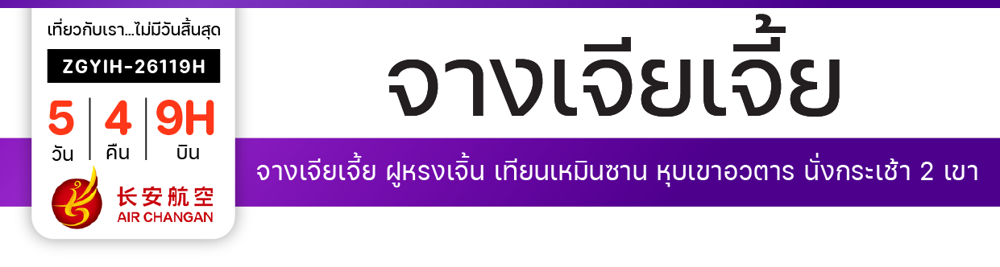 เที่ยวกับเรา...ไม่มีวันสิ้นสุด
ZGYIH-26119H
5 4 9H
วัน คืน บิน
长安航空
AIR CHANGAN
จางเจียเจี้ย
จางเจียเจี้ย ฝูหรงเจิ้น เทียนเหมินซาน หุบเขาอวตาร นั่งกระเช้า 2 เขา